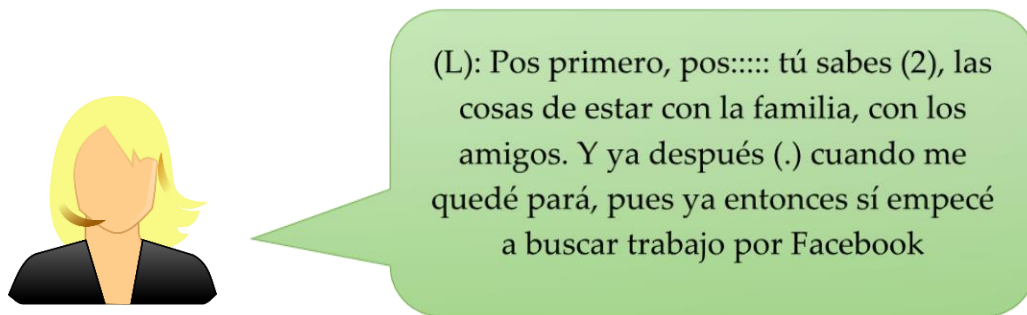 (L): Pos primero, pos::::: tú sabes (2), las
cosas de estar con la familia, con los
amigos. Y ya después (.) cuando me
quedé pará, pues ya entonces sí empecé
a buscar trabajo por Facebook